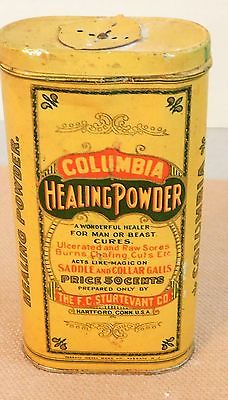 COLUMBIA
HEALING POWDER
A WONDERFUL HEALER
FOR MAN OR BEAST
CURES
Ulcerated and Raw Sores
Burns, Chafing Cuts Etc
ACTS LIKE MAGIC ON
SADDLE AND COLLAR GALLS
PRICE 50 CENTS
PREPARED ONLY BY
THE F.C. STURTEVANT CO.
HARTFORD, CONN. U.S.A.
HEALING POWDER.
COLUMBIA